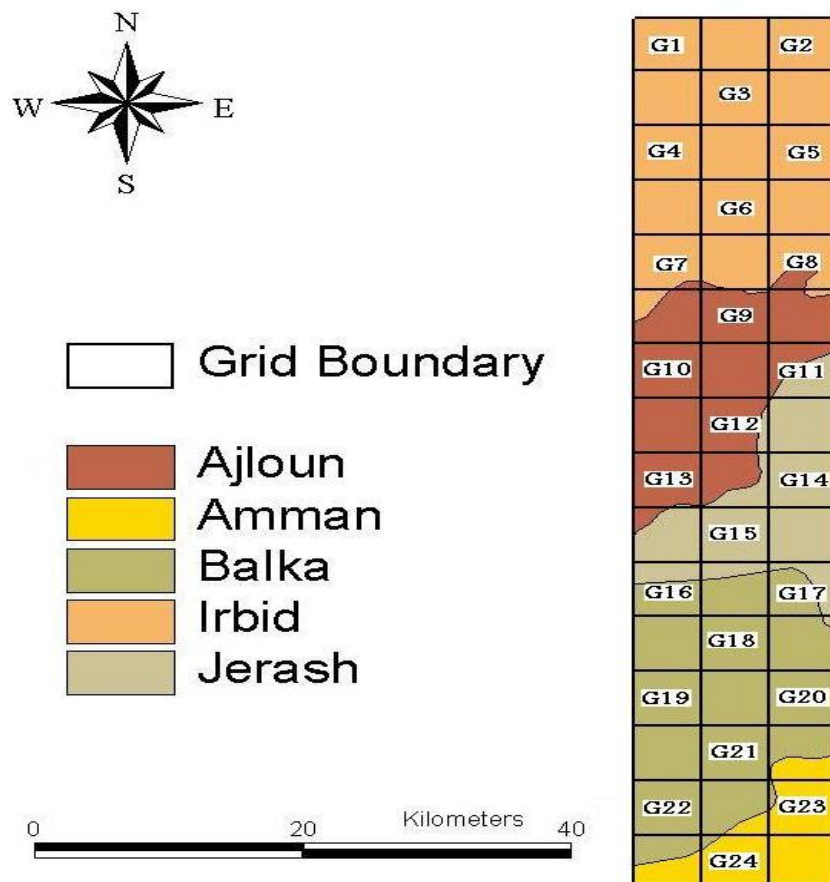 N
W E
S
G1 G2
G3
G4 G5
G6
G7 G8
G9
G10 G11
G12
G13 G14
G15
G16 G17
G18
G19 G20
G21
G22 G23
G24
Grid Boundary
Ajloun
Amman
Balka
Irbid
Jerash
0 20 Kilometers 40